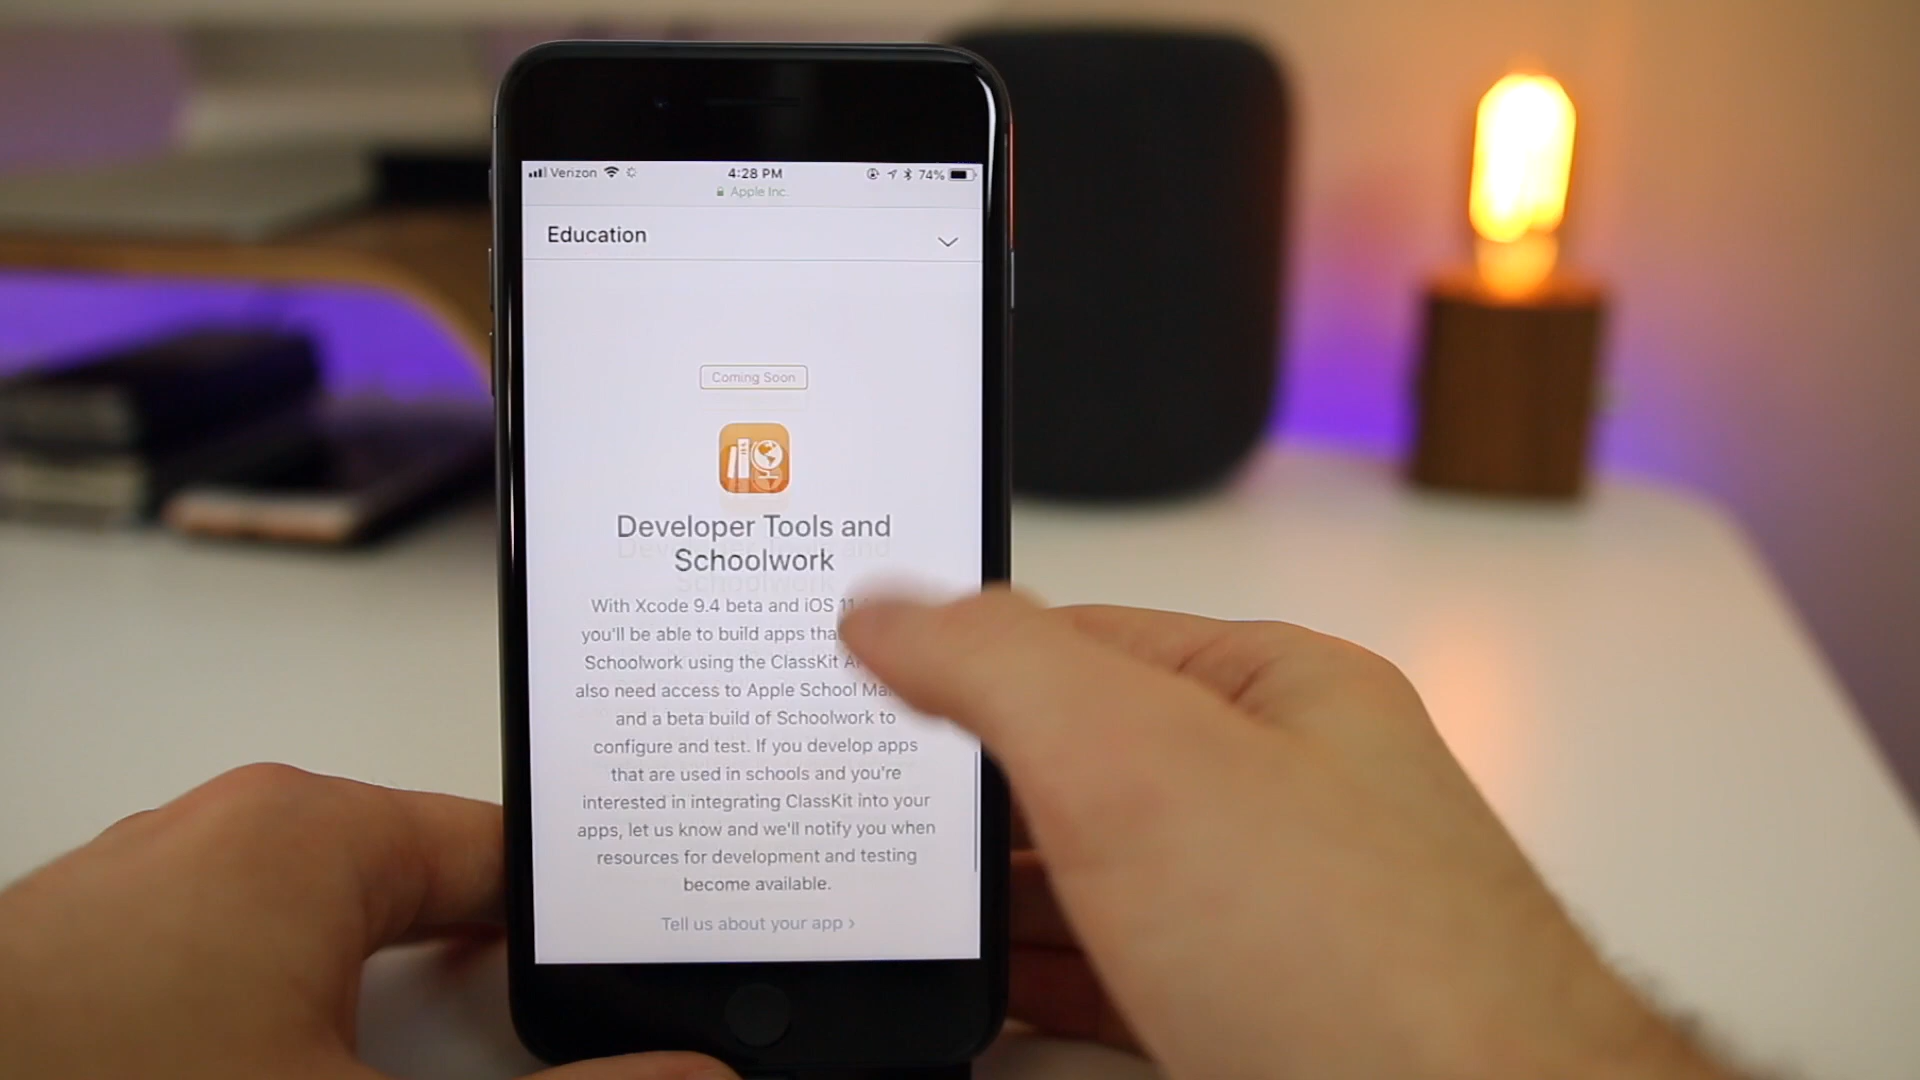 Verizon 4:28 PM 74%
Apple Inc.
Education
Coming Soon
Developer Tools and
Schoolwork
With Xcode 9.4 beta and iOS
you'll be able to build apps
Schoolwork using the ClassKit
also need access to Apple School
and a beta build of Schoolwork to
configure and test. If you develop apps
that are used in schools and you're
interested in integrating ClassKit into your
apps, let us know and we'll notify you when
resources for development and testing
become available.
Tell us about your app ›